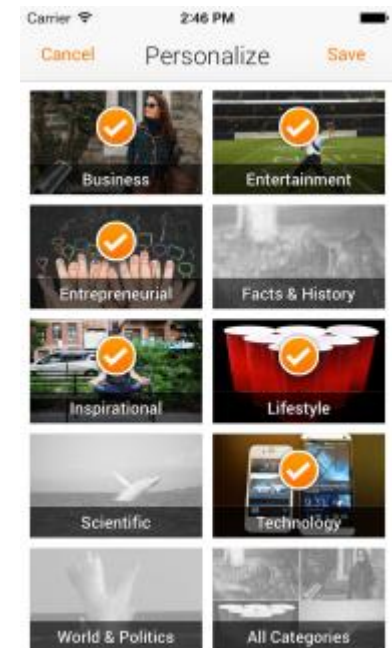 Carrier 2:46 PM
Cancel Personalize Save
Business Entertainment
Entrepreneurial Facts & History
Inspirational Lifestyle
Scientific Technology
World & Politics All Categories